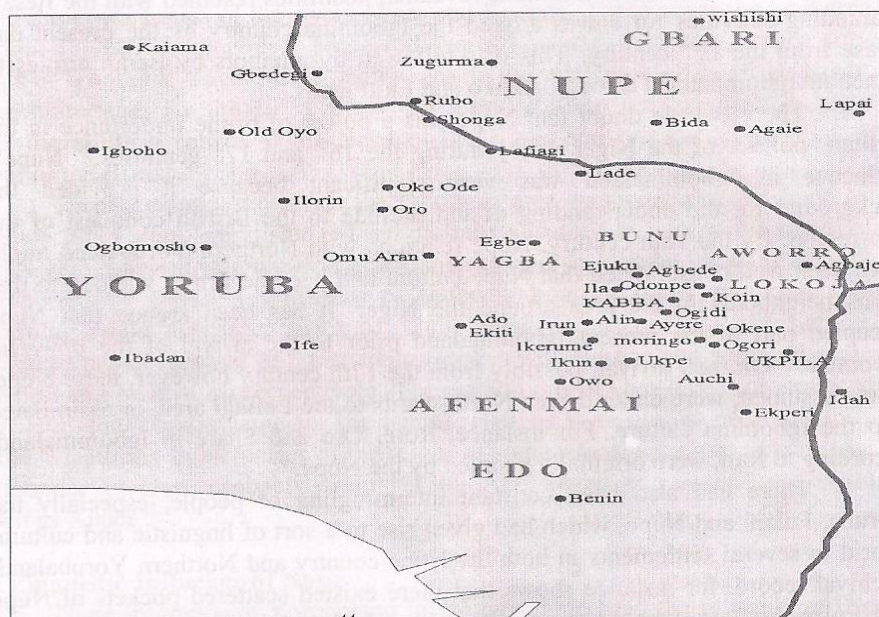 wishishi
GBARI
Kaiama
Zugurma
Gbedegi
NUPE
Rubo
Lapai
Shonga
Bida
Agaie
Old Oyo
Igboho
Lafiagi
Lade
Oke Ode
Ilorin
Oro
BUNU
Egbe
Ogbomosho
AWORRO
Omu Aran
YAGBA
Ejuku
Agbede
Agbaje
YORUBA
Ila
Odonpe
LOKOJA
KABBA
Koin
Ogidi
Ado
Ekiti
Irun
Alin
Ayere
Okene
Ikerume
moringo
Ogori
Ibadan
Ife
Ikun
Ukpe
UKPILA
Owo
Auchi
Idah
AFENMAI
Ekperi
EDO
Benin